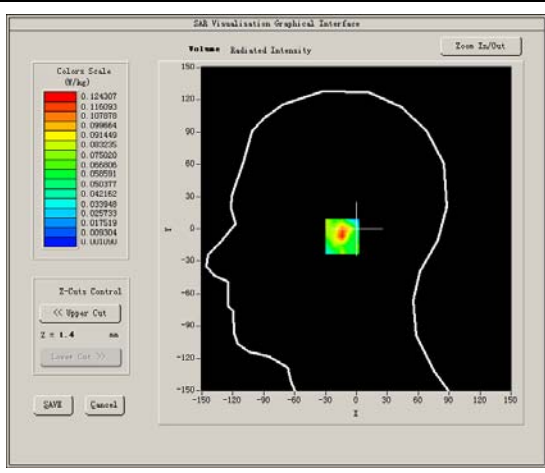 SAR Visualisation Graphical Interface
Volume Radiated Intensity
Zoom In/Out
Colors Scale
(W/kg)
0.124307
0.116093
0.107878
0.099664
0.091449
0.083235
0.075020
0.066806
0.058591
0.050377
0.042162
0.033948
0.025733
0.017519
0.009304
0.001090
150
120
90
60
30
0
-30
-60
-90
-120
-150
Y
-150 -120 -90 -60 -30 0 30 60 90 120 150
X
Z-Cuts Control
<< Upper Cut
Z = 1.4 mm
Lower Cut >>
SAVE
Cancel